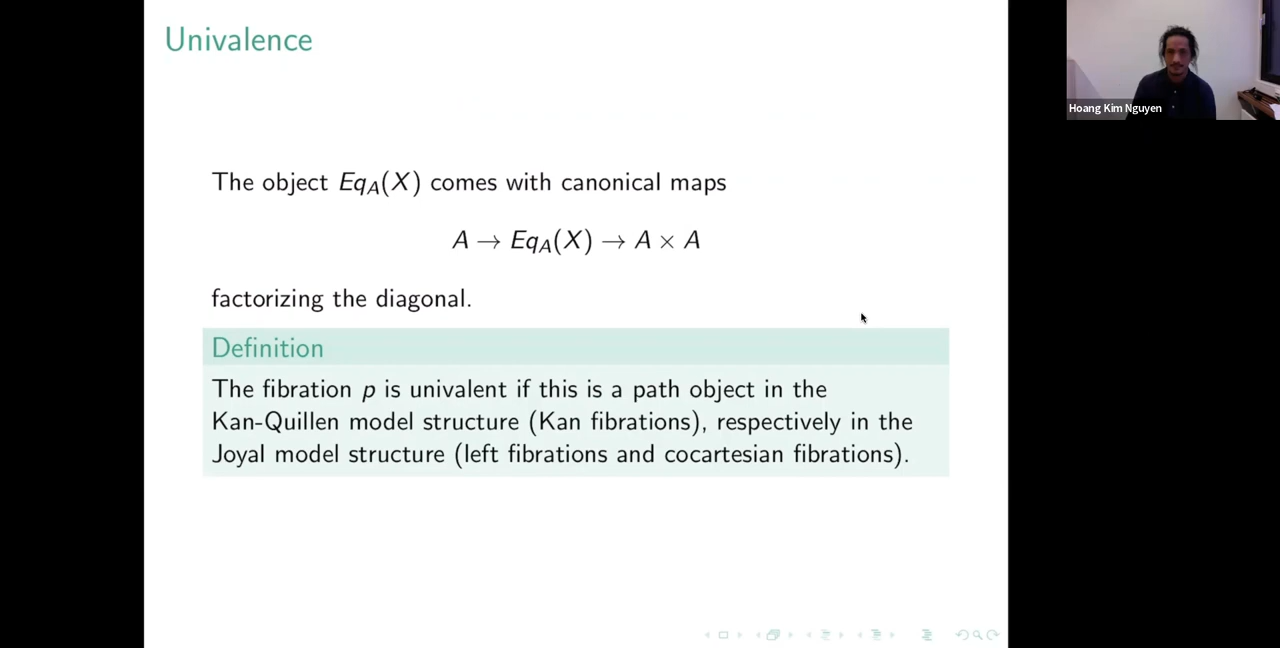 Univalence
The object Eq_A(X) comes with canonical maps
A → Eq_A(X) → A × A
factorizing the diagonal.
Definition
The fibration p is univalent if this is a path object in the
Kan-Quillen model structure (Kan fibrations), respectively in the
Joyal model structure (left fibrations and cocartesian fibrations).
Hoang Kim Nguyen